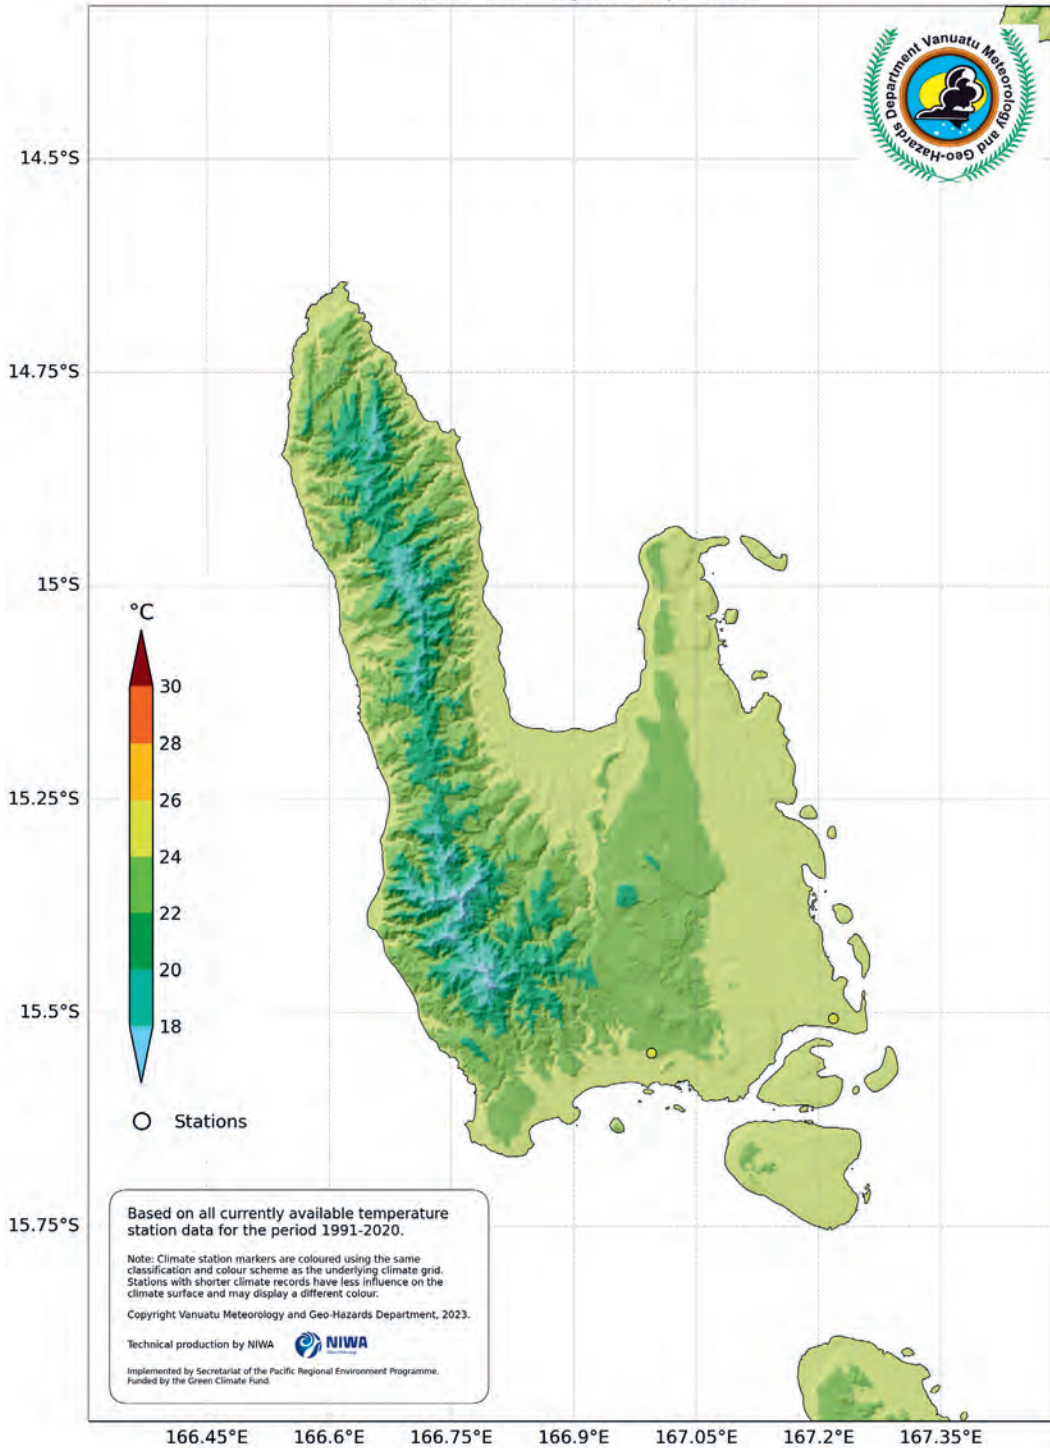 Vanuatu Meteorology and Geo-Hazards Department
14.5°S
14.75°S
15°S
°C
30
28
15.25°S
26
24
22
20
15.5°S
18
Stations
15.75°S
Based on all currently available temperature
station data for the period 1991-2020.
Note: Climate station markers are coloured using the same
classification and colour scheme as the underlying climate grid.
Stations with shorter climate records have less influence on the
climate surface and may display a different colour.
Copyright Vanuatu Meteorology and Geo-Hazards Department, 2023.
Technical production by NIWA
NIWA
Implemented by Secretariat of the Pacific Regional Environment Programme.
Funded by the Green Climate Fund.
166.45°E 166.6°E 166.75°E 166.9°E 167.05°E 167.2°E 167.35°E